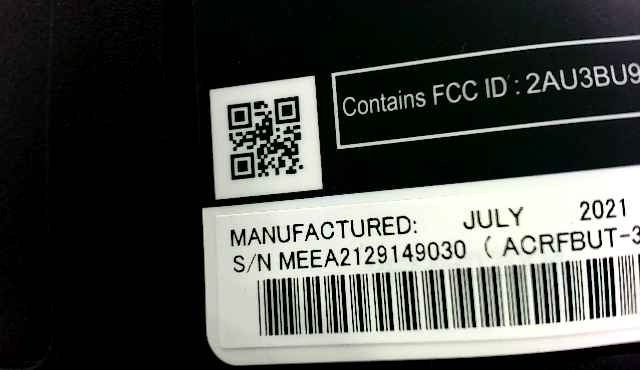 Contains FCC ID : 2AU3BU9
MANUFACTURED: JULY 2021
S/N MEEA2129149030 ( ACRFBUT-3